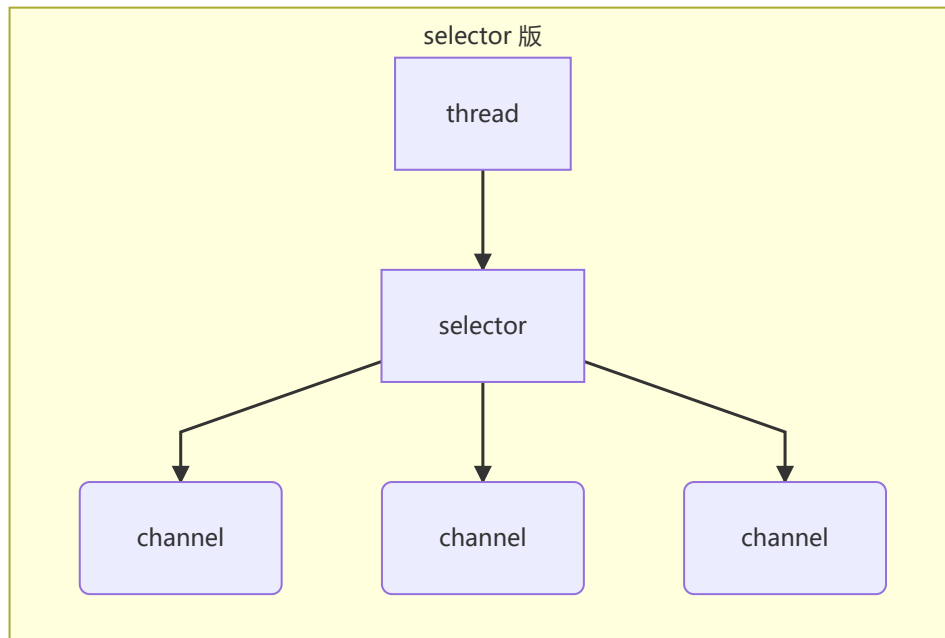 selector 版
thread
selector
channel
channel
channel